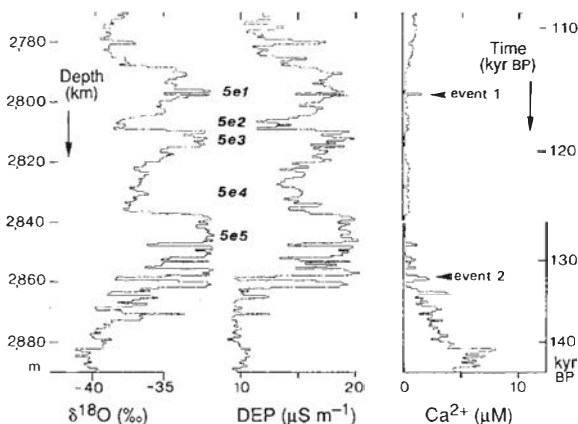 2780
2800
2820
2840
2860
2880
m
Depth
(km)
5e1
5e2
5e3
5e4
5e5
event 1
event 2
Time
(kyr BP)
110
120
130
140
kyr
BP
-40
-35
10
15
20
0
5
10
δ¹⁸O (‰)
DEP (μS m⁻¹)
Ca²⁺ (μM)